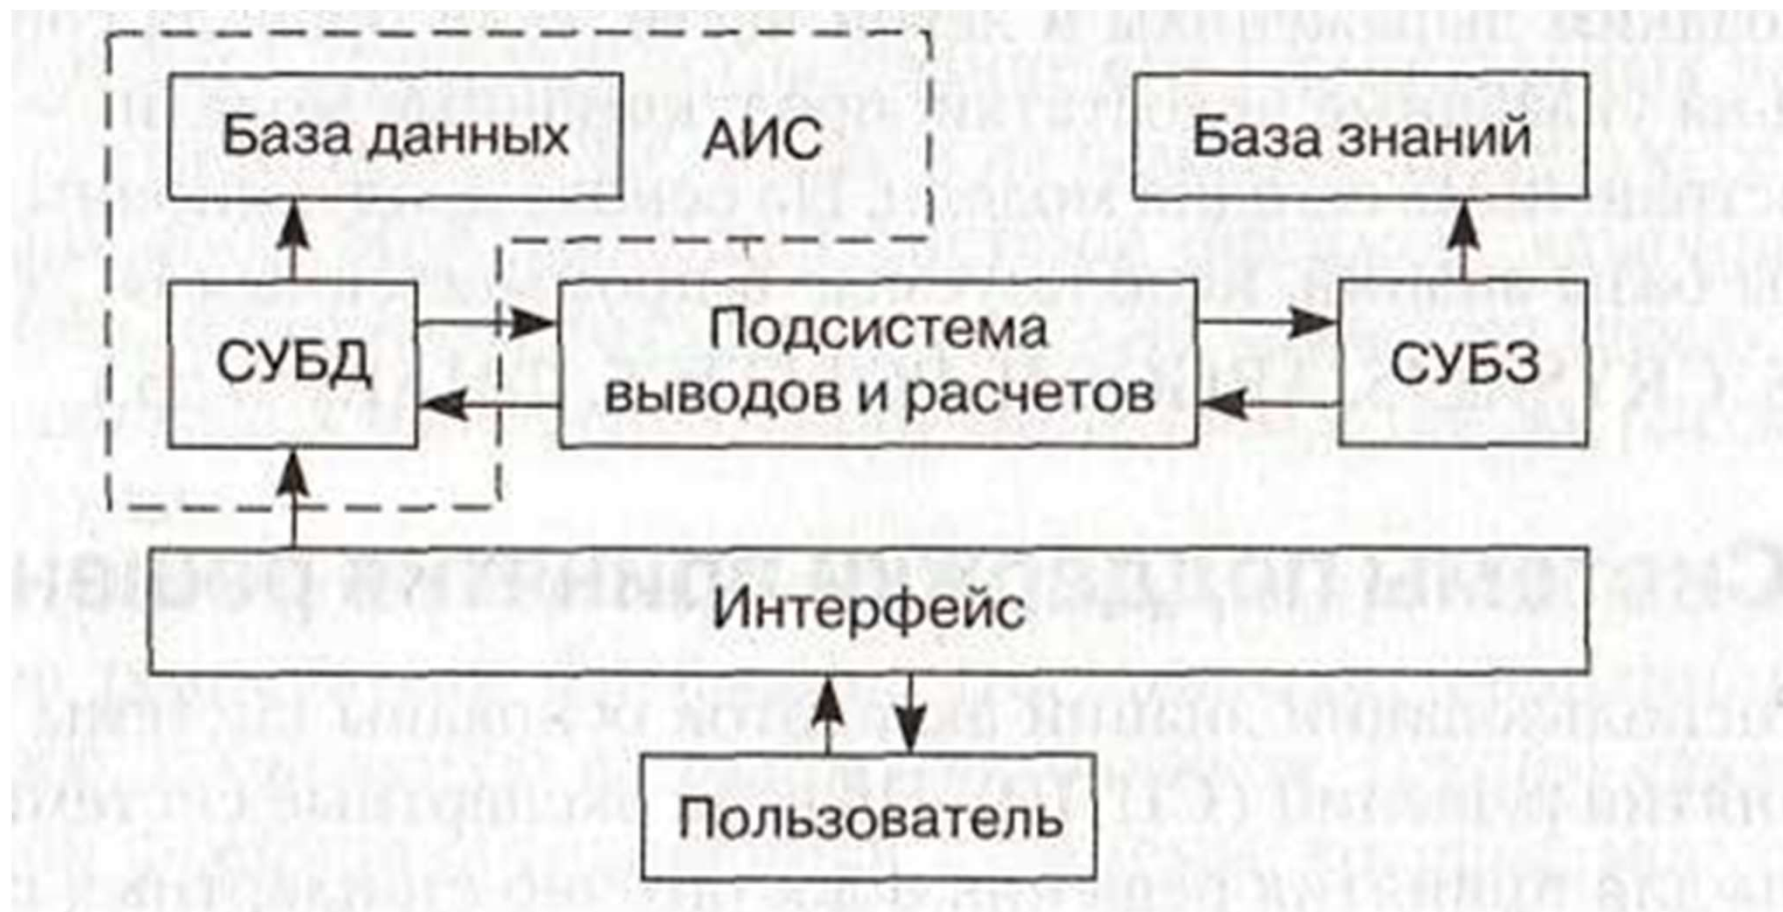 База данных
АИС
База знаний
СУБД
Подсистема
выводов и расчетов
СУБЗ
Интерфейс
Пользователь